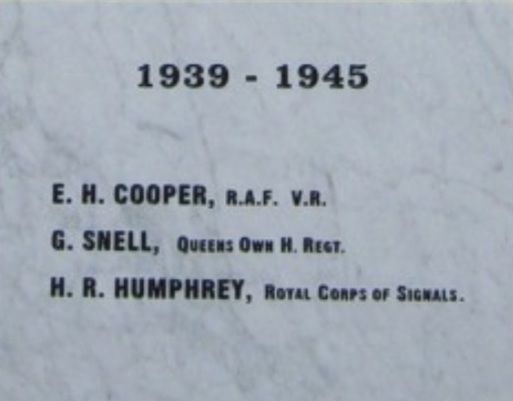 1939 - 1945
E. H. COOPER, R.A.F. V.R.
G. SNELL, QUEENS OWN H. REGT.
H. R. HUMPHREY, ROYAL CORPS OF SIGNALS.